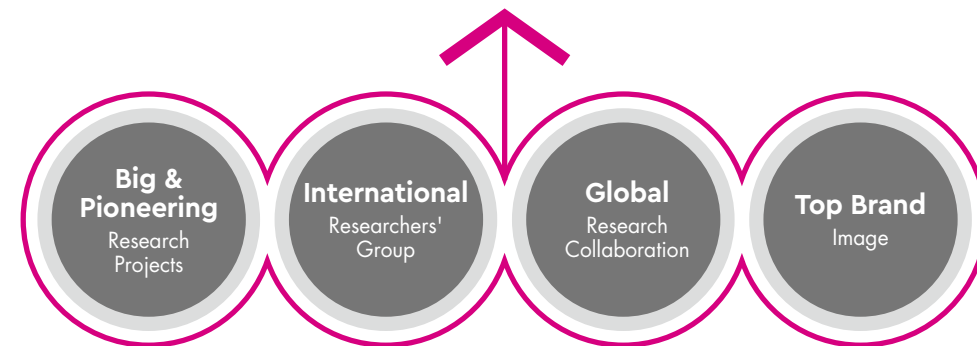 Big &
Pioneering
Research
Projects
International
Researchers'
Group
Global
Research
Collaboration
Top Brand
Image